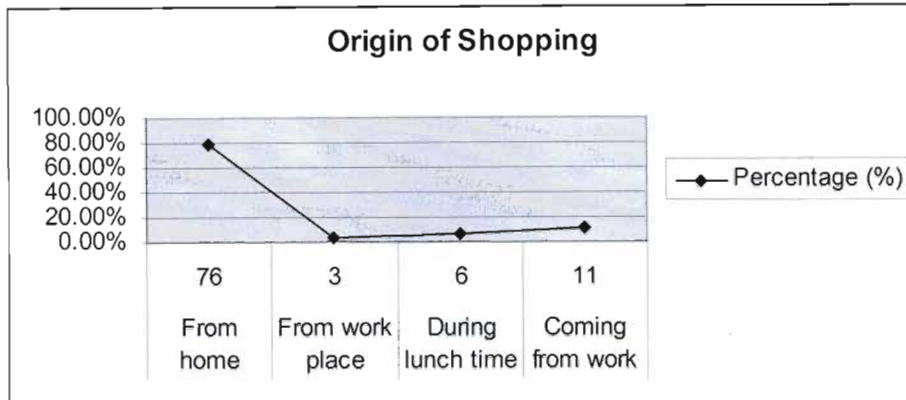 Origin of Shopping
100.00%
80.00%
60.00%
40.00%
20.00%
0.00%
76 3 6 11
From From work During Coming
home place lunch time from work
Percentage (%)